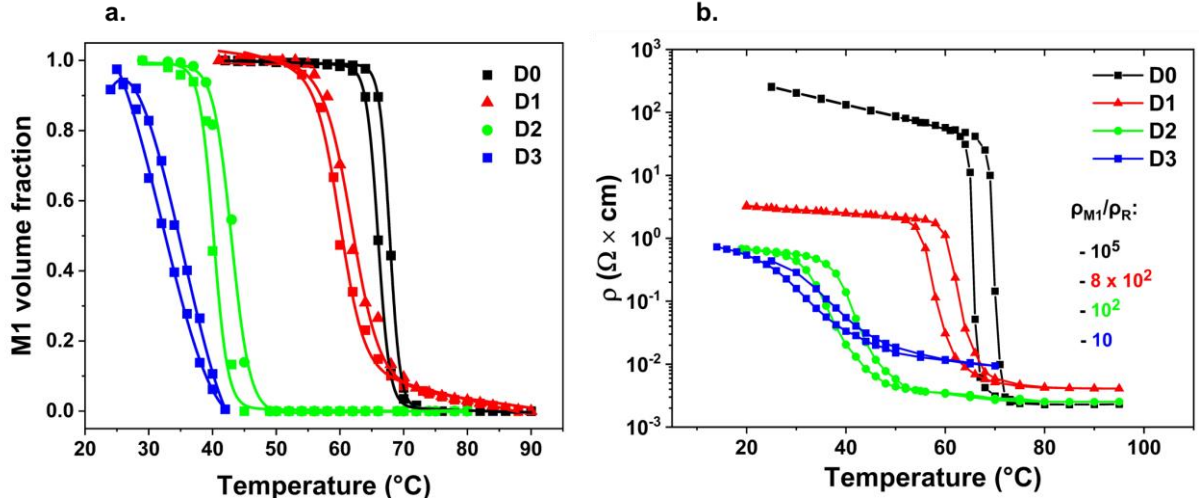 a.
M1 volume fraction
1.0
0.8
0.6
0.4
0.2
0.0
20 30 40 50 60 70 80 90
Temperature (°C)
D0
D1
D2
D3
b.
ρ (Ω × cm)
10³
10²
10¹
10⁰
10⁻¹
10⁻²
10⁻³
20 40 60 80 100
Temperature (°C)
D0
D1
D2
D3
ρM1/ρR:
- 10⁵
- 8 x 10²
- 10²
- 10